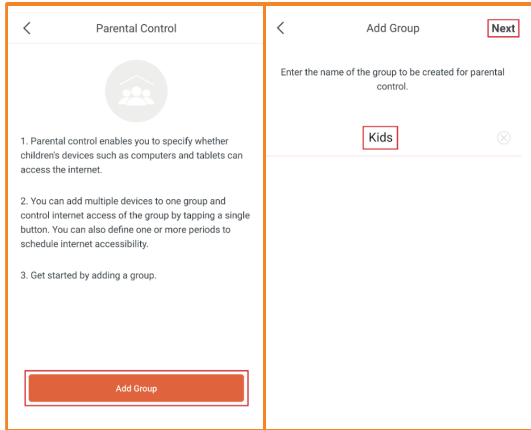 Parental Control
1. Parental control enables you to specify whether
children's devices such as computers and tablets can
access the internet.
2. You can add multiple devices to one group and
control internet access of the group by tapping a single
button. You can also define one or more periods to
schedule internet accessibility.
3. Get started by adding a group.
Add Group
Add Group
Next
Enter the name of the group to be created for parental
control.
Kids